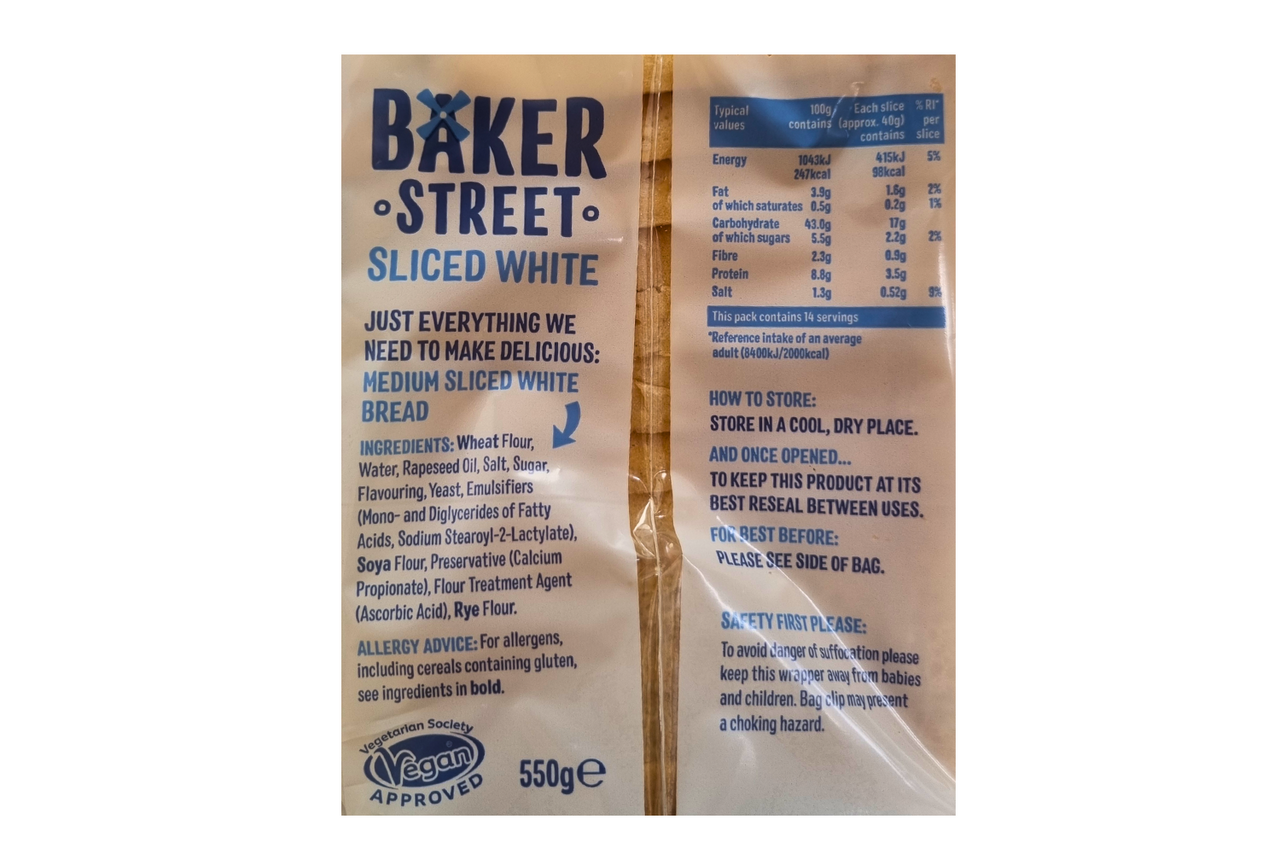 BAKER
STREET
SLICED WHITE
JUST EVERYTHING WE
NEED TO MAKE DELICIOUS:
MEDIUM SLICED WHITE
BREAD
INGREDIENTS: Wheat Flour,
Water, Rapeseed Oil, Salt, Sugar,
Flavouring, Yeast, Emulsifiers
(Mono- and Diglycerides of Fatty
Acids, Sodium Stearoyl-2-Lactylate),
Soya Flour, Preservative (Calcium
Propionate), Flour Treatment Agent
(Ascorbic Acid), Rye Flour.
ALLERGY ADVICE: For allergens,
including cereals containing gluten,
see ingredients in bold.
Vegetarian Society
Vegan
APPROVED
550g℮
Typical 100g Each slice % RI*
values contains (approx. 40g) per
contains slice
Energy 1043kJ 415kJ 5%
247kcal 98kcal
Fat 3.9g 1.6g 2%
of which saturates 0.5g 0.2g 1%
Carbohydrate 43.0g 17g
of which sugars 5.5g 2.2g 2%
Fibre 2.3g 0.9g
Protein 8.8g 3.5g
Salt 1.3g 0.52g 9%
This pack contains 14 servings
*Reference intake of an average
adult (8400kJ/2000kcal)
HOW TO STORE:
STORE IN A COOL, DRY PLACE.
AND ONCE OPENED...
TO KEEP THIS PRODUCT AT ITS
BEST RESEAL BETWEEN USES.
FOR BEST BEFORE:
PLEASE SEE SIDE OF BAG.
SAFETY FIRST PLEASE:
To avoid danger of suffocation please
keep this wrapper away from babies
and children. Bag clip may present
a choking hazard.